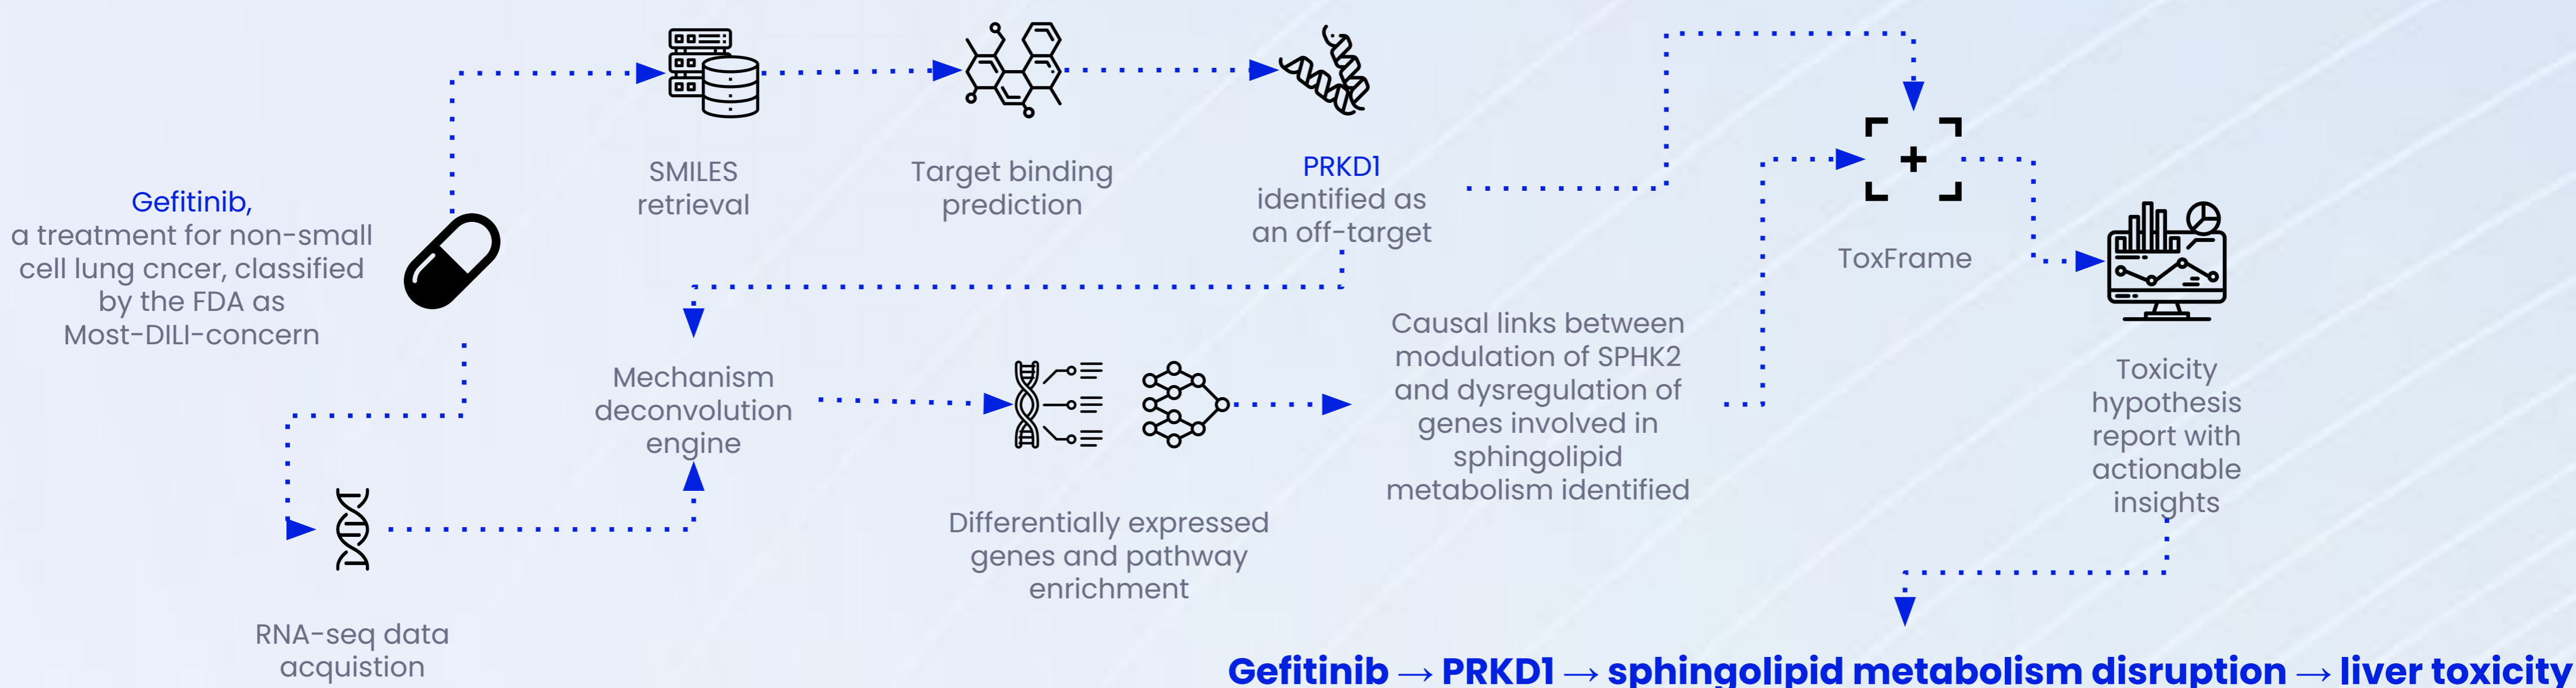 Gefitinib,
a treatment for non-small
cell lung cncer, classified
by the FDA as
Most-DILI-concern
SMILES
retrieval
Target binding
prediction
PRKD1
identified as
an off-target
RNA-seq data
acquistion
Mechanism
deconvolution
engine
Differentially expressed
genes and pathway
enrichment
Causal links between
modulation of SPHK2
and dysregulation of
genes involved in
sphingolipid
metabolism identified
ToxFrame
Toxicity
hypothesis
report with
actionable
insights
Gefitinib → PRKD1 → sphingolipid metabolism disruption → liver toxicity